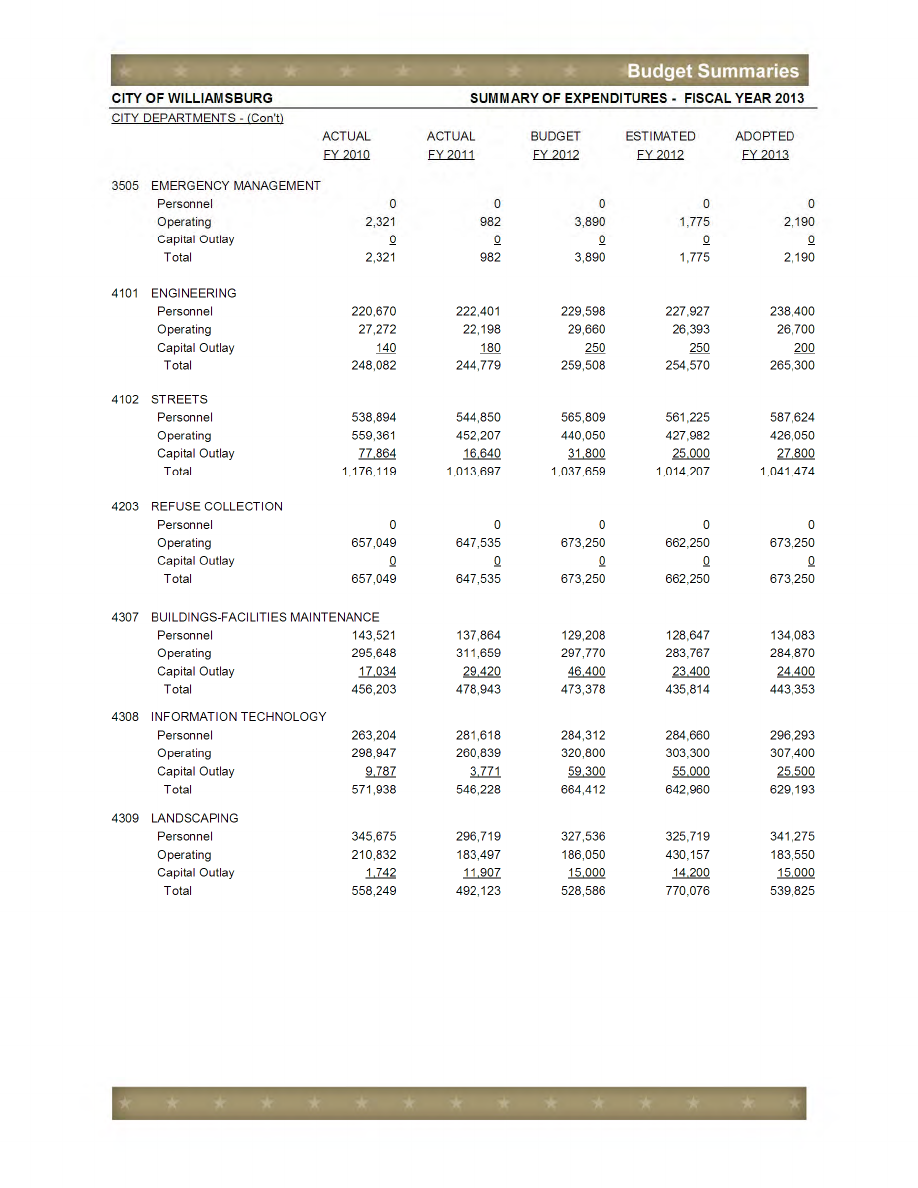 Budget Summaries
CITY OF WILLIAMSBURG SUMMARY OF EXPENDITURES - FISCAL YEAR 2013
CITY DEPARTMENTS - (Con't)
ACTUAL ACTUAL BUDGET ESTIMATED ADOPTED
FY 2010 FY 2011 FY 2012 FY 2012 FY 2013
3505 EMERGENCY MANAGEMENT
Personnel 0 0 0 0 0
Operating 2,321 982 3,890 1,775 2,190
Capital Outlay 0 0 0 0 0
Total 2,321 982 3,890 1,775 2,190
4101 ENGINEERING
Personnel 220,670 222,401 229,598 227,927 238,400
Operating 27,272 22,198 29,660 26,393 26,700
Capital Outlay 140 180 250 250 200
Total 248,082 244,779 259,508 254,570 265,300
4102 STREETS
Personnel 538,894 544,850 565,809 561,225 587,624
Operating 559,361 452,207 440,050 427,982 426,050
Capital Outlay 77,864 16,640 31,800 25,000 27,800
Total 1,176,119 1,013,697 1,037,659 1,014,207 1,041,474
4203 REFUSE COLLECTION
Personnel 0 0 0 0 0
Operating 657,049 647,535 673,250 662,250 673,250
Capital Outlay 0 0 0 0 0
Total 657,049 647,535 673,250 662,250 673,250
4307 BUILDINGS-FACILITIES MAINTENANCE
Personnel 143,521 137,864 129,208 128,647 134,083
Operating 295,648 311,659 297,770 283,767 284,870
Capital Outlay 17,034 29,420 46,400 23,400 24,400
Total 456,203 478,943 473,378 435,814 443,353
4308 INFORMATION TECHNOLOGY
Personnel 263,204 281,618 284,312 284,660 296,293
Operating 298,947 260,839 320,800 303,300 307,400
Capital Outlay 9,787 3,771 59,300 55,000 25,500
Total 571,938 546,228 664,412 642,960 629,193
4309 LANDSCAPING
Personnel 345,675 296,719 327,536 325,719 341,275
Operating 210,832 183,497 186,050 430,157 183,550
Capital Outlay 1,742 11,907 15,000 14,200 15,000
Total 558,249 492,123 528,586 770,076 539,825